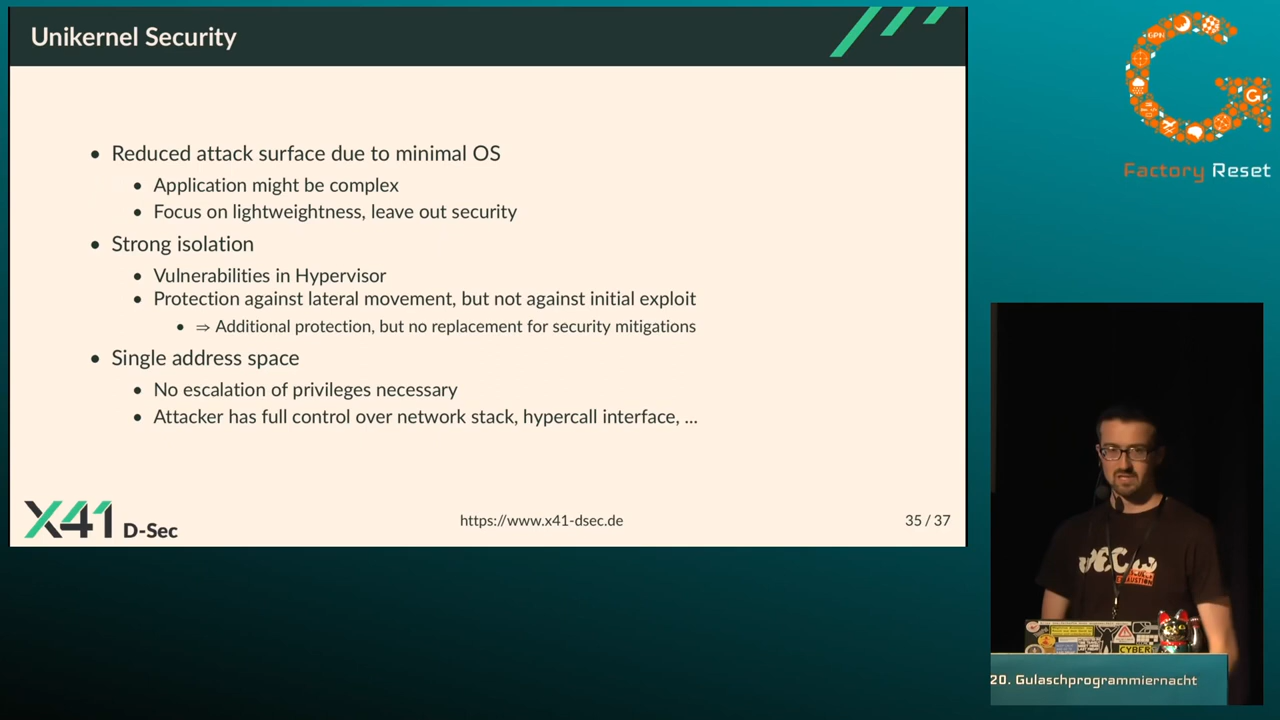 Unikernel Security
• Reduced attack surface due to minimal OS
• Application might be complex
• Focus on lightweightness, leave out security
• Strong isolation
• Vulnerabilities in Hypervisor
• Protection against lateral movement, but not against initial exploit
• ⇒ Additional protection, but no replacement for security mitigations
• Single address space
• No escalation of privileges necessary
• Attacker has full control over network stack, hypercall interface, ...
X41 D-Sec
https://www.x41-dsec.de
35 / 37
GPN
Factory Reset
CYBER
20. Gulaschprogrammiernacht